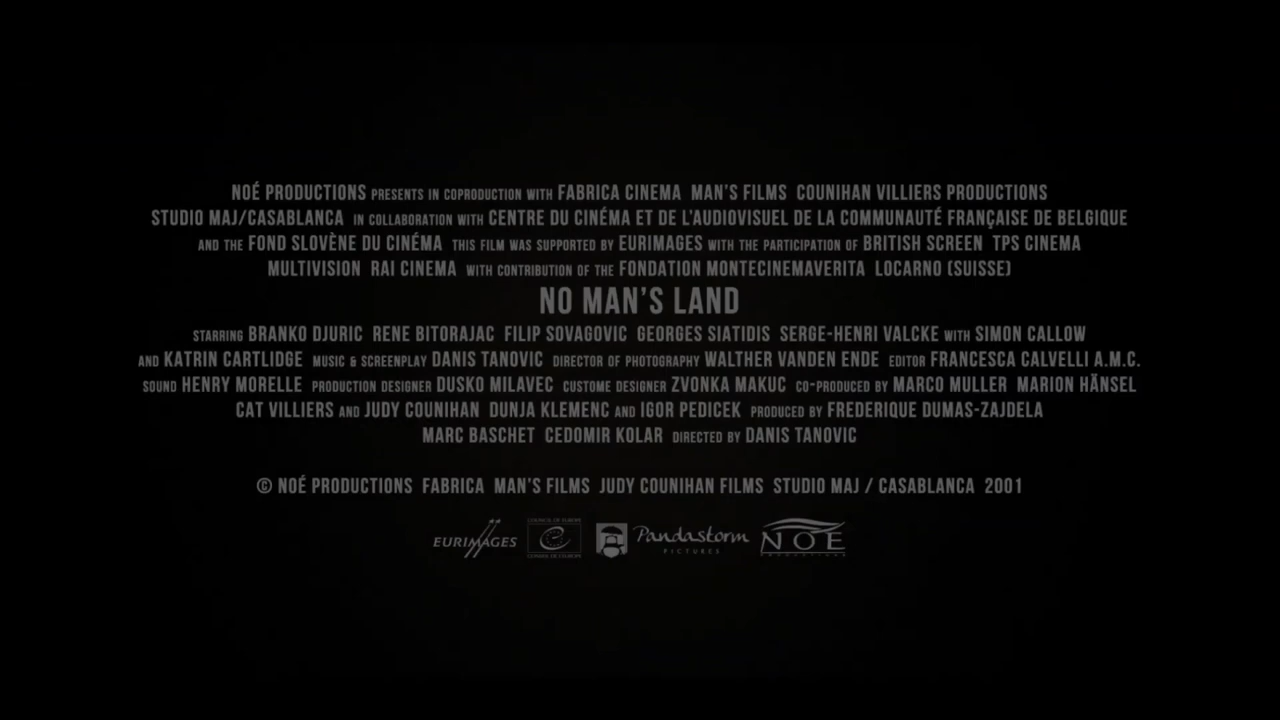 NOÉ PRODUCTIONS PRESENTS IN COPRODUCTION WITH FABRICA CINEMA MAN'S FILMS COUNIHAN VILLIERS PRODUCTIONS
STUDIO MAJ/CASABLANCA IN COLLABORATION WITH CENTRE DU CINÉMA ET DE L'AUDIOVISUEL DE LA COMMUNAUTÉ FRANÇAISE DE BELGIQUE
AND THE FOND SLOVÈNE DU CINÉMA THIS FILM WAS SUPPORTED BY EURIMAGES WITH THE PARTICIPATION OF BRITISH SCREEN TPS CINEMA
MULTIVISION RAI CINEMA WITH CONTRIBUTION OF THE FONDATION MONTECINEMAVERITA LOCARNO (SUISSE)
NO MAN'S LAND
STARRING BRANKO DJURIC RENE BITORAJAC FILIP SOVAGOVIC GEORGES SIATIDIS SERGE-HENRI VALCKE WITH SIMON CALLOW
AND KATRIN CARTLIDGE MUSIC & SCREENPLAY DANIS TANOVIC DIRECTOR OF PHOTOGRAPHY WALTHER VANDEN ENDE EDITOR FRANCESCA CALVELLI A.M.C.
SOUND HENRY MORELLE PRODUCTION DESIGNER DUSKO MILAVEC CUSTOME DESIGNER ZVONKA MAKUC CO-PRODUCED BY MARCO MULLER MARION HÄNSEL
CAT VILLIERS AND JUDY COUNIHAN DUNJA KLEMENC AND IGOR PEDICEK PRODUCED BY FREDERIQUE DUMAS-ZAJDELA
MARC BASCHET CEDOMIR KOLAR DIRECTED BY DANIS TANOVIC
© NOÉ PRODUCTIONS FABRICA MAN'S FILMS JUDY COUNIHAN FILMS STUDIO MAJ / CASABLANCA 2001
EURIMAGES COUNCIL OF EUROPE CONSEIL DE L'EUROPE Pandastorm PICTURES NOE PRODUCTIONS